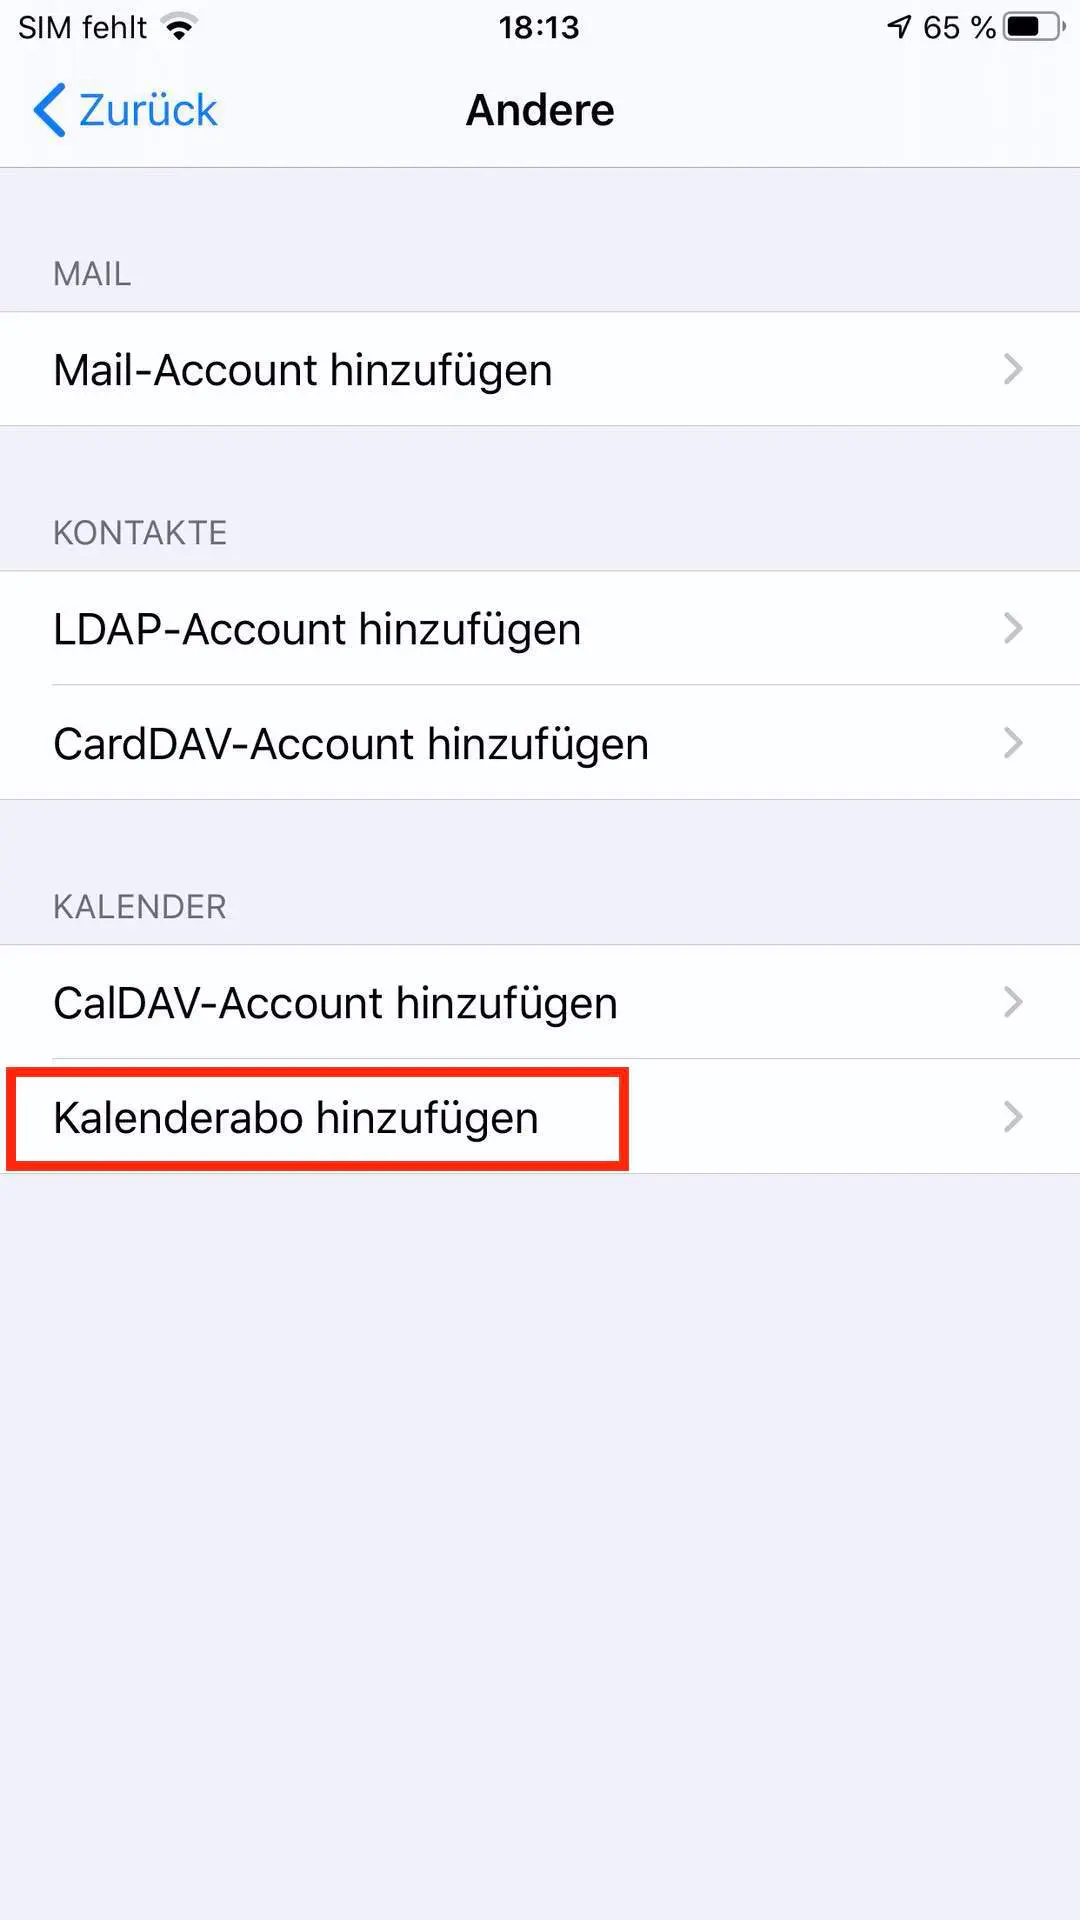 SIM fehlt 18:13 65 %
Zurück Andere
MAIL
Mail-Account hinzufügen
KONTAKTE
LDAP-Account hinzufügen
CardDAV-Account hinzufügen
KALENDER
CalDAV-Account hinzufügen
Kalenderabo hinzufügen